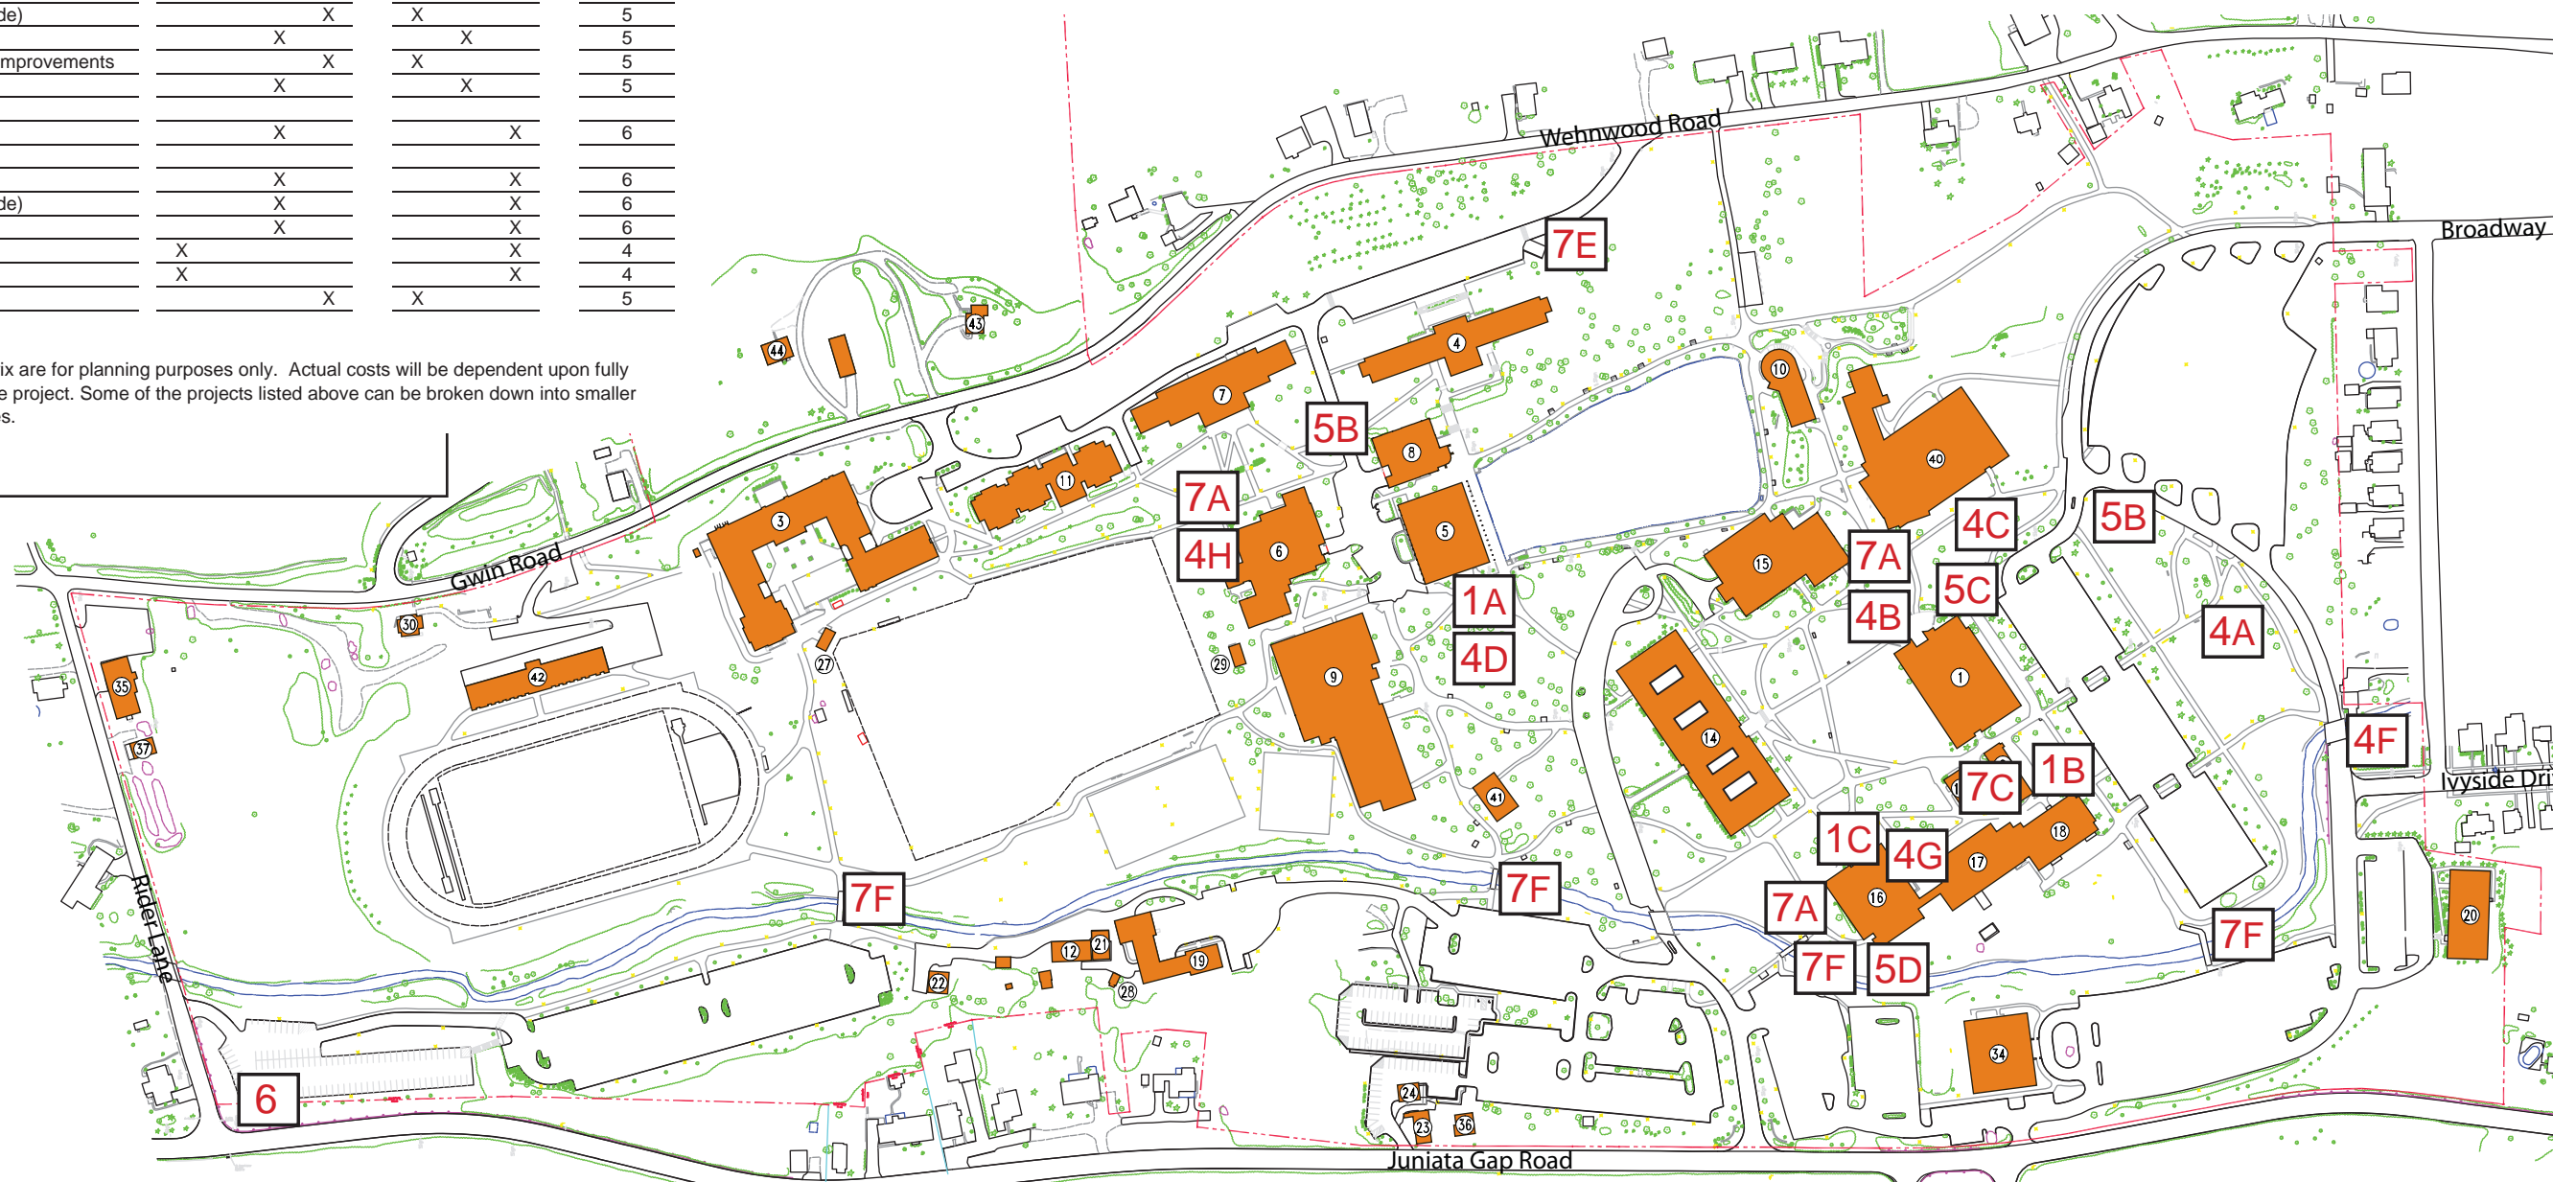 de) X X 5
X X 5
mprovements X X 5
X X 5
X X 6
X X 6
de) X X 6
X X 6
X X 4
X X 4
X X 5
ix are for planning purposes only. Actual costs will be dependent upon fully
e project. Some of the projects listed above can be broken down into smaller
es.
Wehnwood Road
Broadway
7E
43
44
4
7
10
5B
8
40
11
7A
3
5
4C
5B
4H
6
15
7A
Gwin Road
5C
1A
4B
30
4A
27
29
4D
42
9
1
35
14
37
4F
7C
1B
Ivyside Dri
41
1C
4G
18
17
Rider Lane
7F
7F
16
7A
20
7F
12
21
19
22
28
7F
5D
34
6
24
23
36
Juniata Gap Road